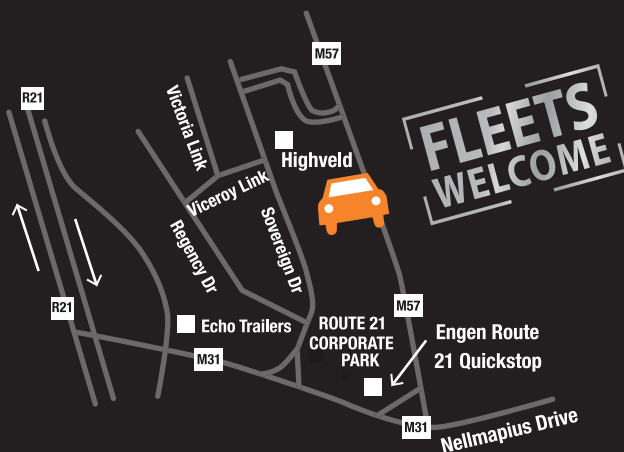 M57
R21
FLEETS
WELCOME
Victoria Link
Highveld
Viceroy Link
Regency Dr
Sovereign Dr
R21
M57
Echo Trailers
ROUTE 21
CORPORATE
PARK
Engen Route
21 Quickstop
M31
M31
Nellmapius Drive